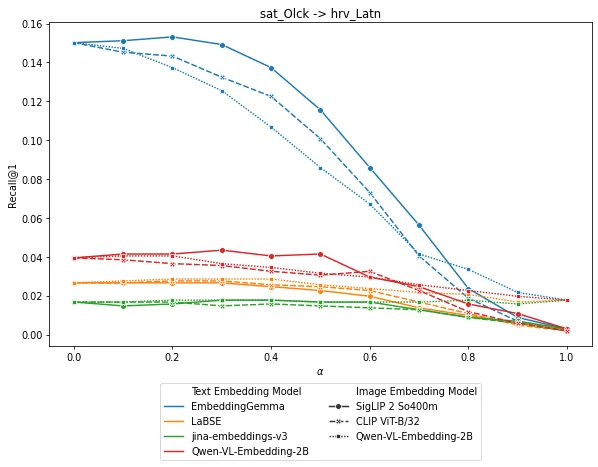 sat_Olck -> hrv_Latn
Recall@1
0.16
0.14
0.12
0.10
0.08
0.06
0.04
0.02
0.00
0.0 0.2 0.4 0.6 0.8 1.0
α
Text Embedding Model Image Embedding Model
EmbeddingGemma SigLIP 2 So400m
LaBSE CLIP ViT-B/32
jina-embeddings-v3 Qwen-VL-Embedding-2B
Qwen-VL-Embedding-2B